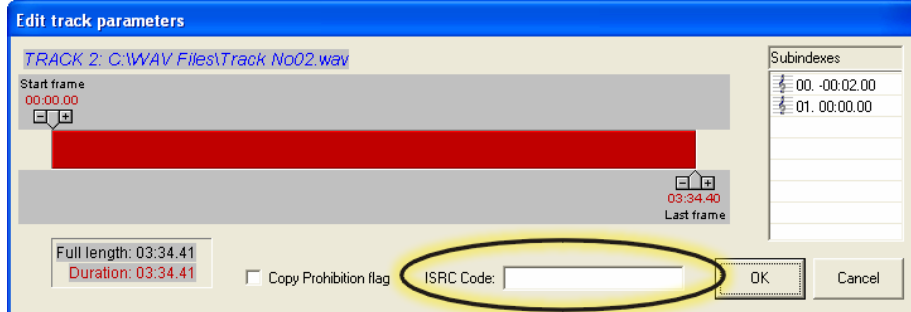 Edit track parameters
TRACK 2: C:\WAV Files\Track No02.wav
Start frame
00:00.00
Subindexes
00. -00:02.00
01. 00:00.00
03:34.40
Last frame
Full length: 03:34.41
Duration: 03:34.41
Copy Prohibition flag
ISRC Code:
OK
Cancel